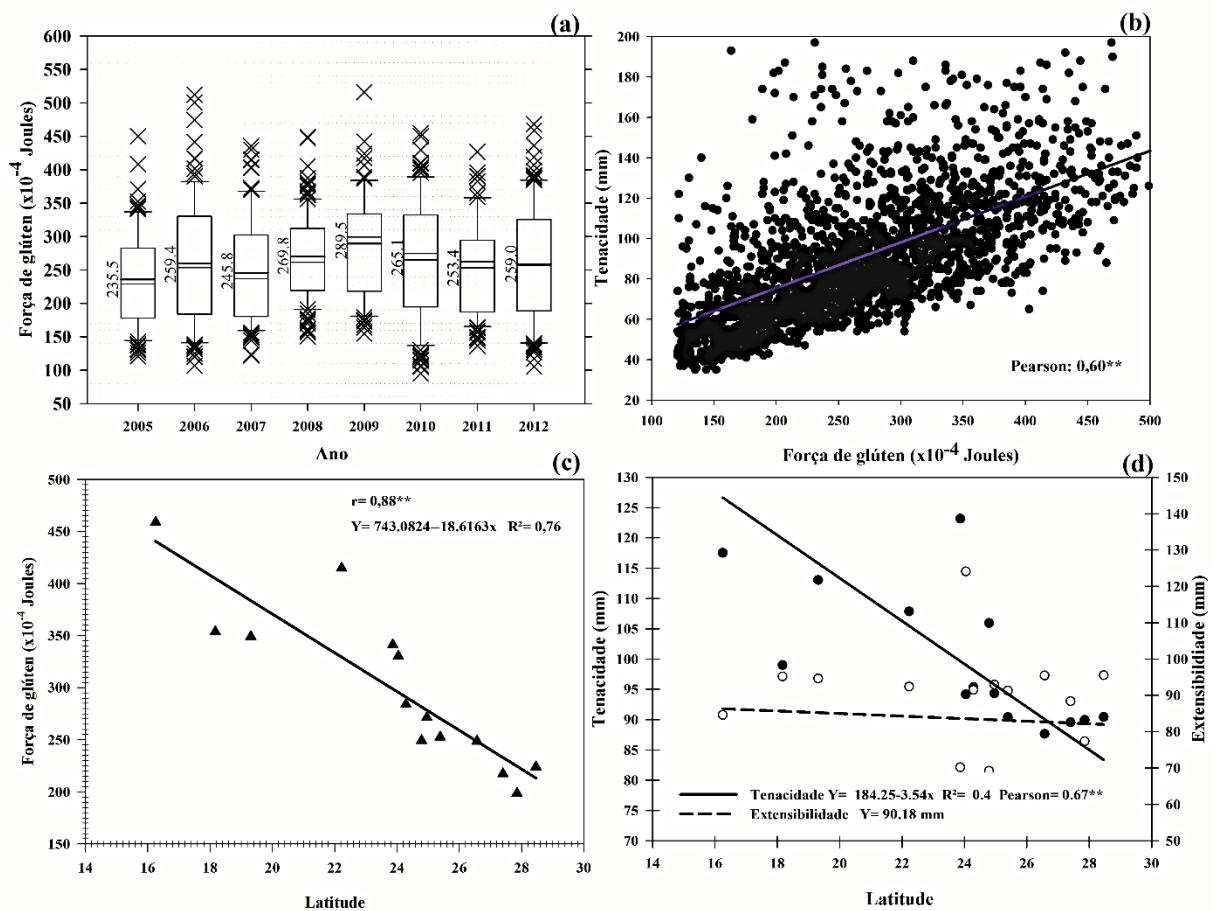 (a)
Força de glúten (x10⁻⁴ Joules)
600
550
500
450
400
350
300
250
200
150
100
50
235.5
259.4
245.8
269.8
289.5
265.1
253.4
259.0
2005 2006 2007 2008 2009 2010 2011 2012
Ano
(b)
Tenacidade (mm)
200
180
160
140
120
100
80
60
40
20
Pearson: 0,60**
100 150 200 250 300 350 400 450 500
Força de glúten (x10⁻⁴ Joules)
(c)
Força de glúten (x10⁻⁴ Joules)
500
450
400
350
300
250
200
150
r= 0,88**
Y= 743.0824–18.6163x R²= 0,76
14 16 18 20 22 24 26 28 30
Latitude
(d)
Tenacidade (mm)
130
125
120
115
110
105
100
95
90
85
80
75
70
150
140
130
120
110
100
90
80
70
60
50
Extensibildiade (mm)
Tenacidade Y= 184.25-3.54x R²= 0.4 Pearson= 0.67**
Extensibilidade Y= 90.18 mm
14 16 18 20 22 24 26 28 30
Latitude